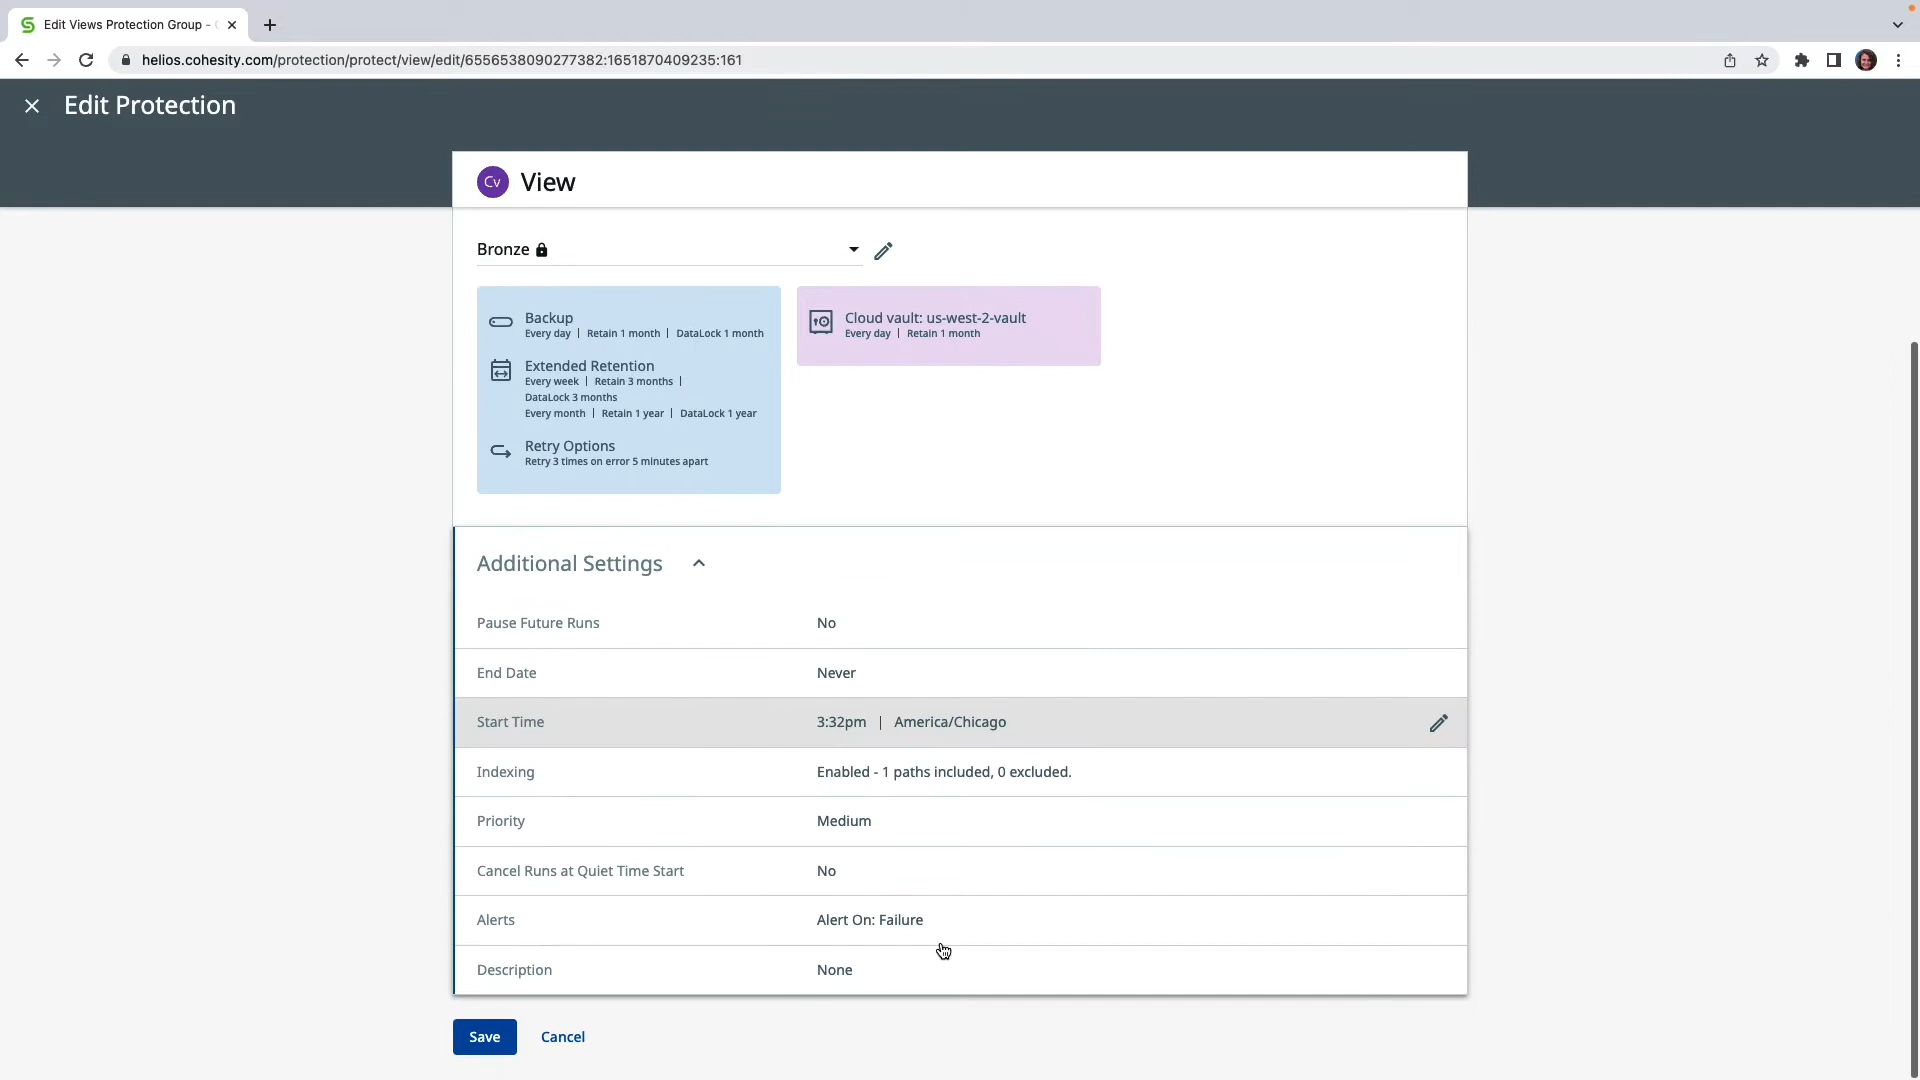 Edit Views Protection Group -
helios.cohesity.com/protection/protect/view/edit/6556538090277382:1651870409235:161
Edit Protection
Cv View
Bronze
Backup
Every day | Retain 1 month | DataLock 1 month
Extended Retention
Every week | Retain 3 months |
DataLock 3 months
Every month | Retain 1 year | DataLock 1 year
Retry Options
Retry 3 times on error 5 minutes apart
Cloud vault: us-west-2-vault
Every day | Retain 1 month
Additional Settings
Pause Future Runs No
End Date Never
Start Time 3:32pm | America/Chicago
Indexing Enabled - 1 paths included, 0 excluded.
Priority Medium
Cancel Runs at Quiet Time Start No
Alerts Alert On: Failure
Description None
Save Cancel